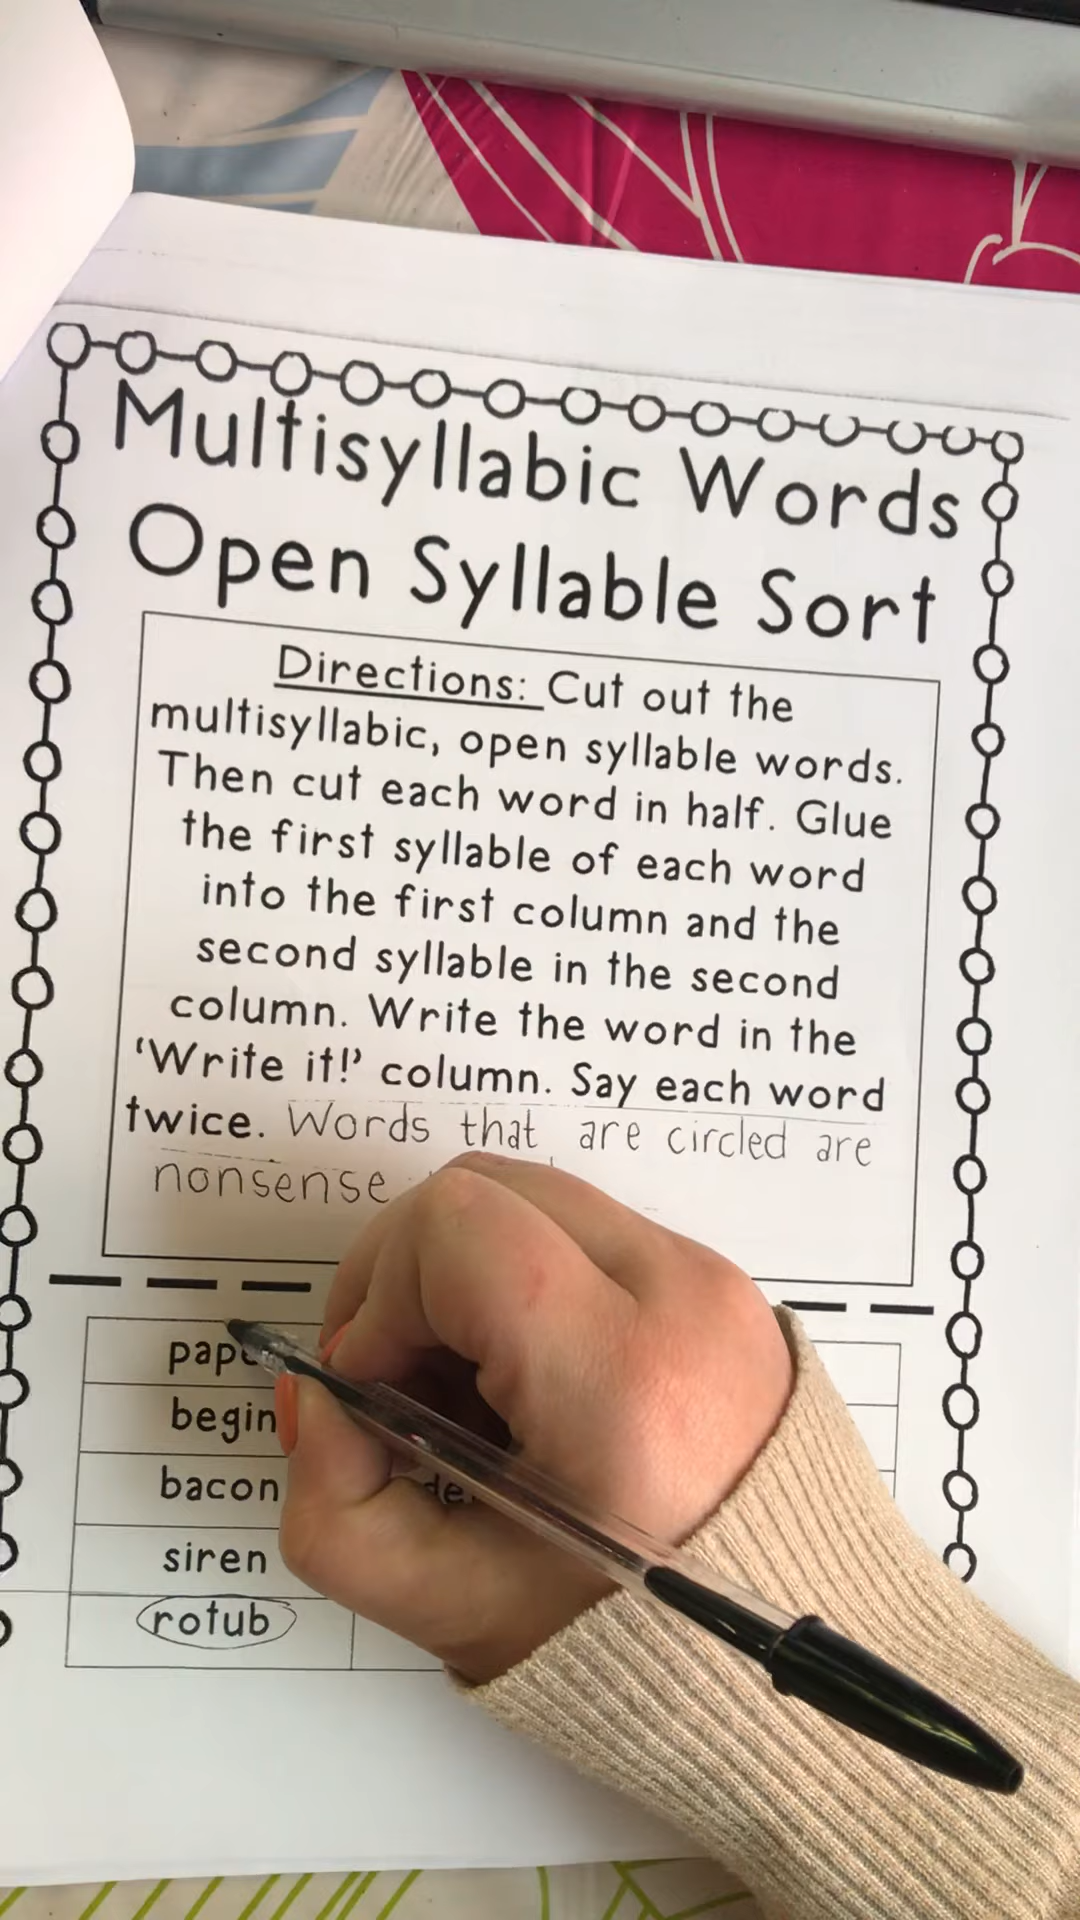 Multisyllabic Words
Open Syllable Sort
Directions: Cut out the
multisyllabic, open syllable words.
Then cut each word in half. Glue
the first syllable of each word
into the first column and the
second syllable in the second
column. Write the word in the
‘Write it!’ column. Say each word
twice. Words that are circled are
nonsense
begin
bacon
siren
rotub